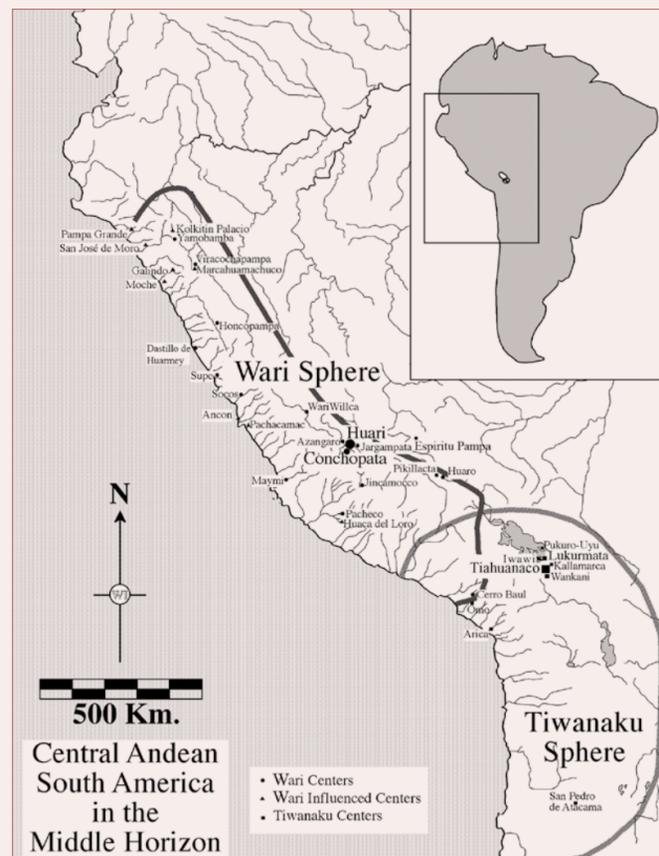 Pampa Grande
Kolkitin Palacio
Yamobamba
San José de Moro
Viracochapampa
Marcahuamachuco
Galindo
Moche
Honcopampa
Dastillo de
Huarmey
Wari Sphere
Supe
Socos
WariWillca
Ancon
Pachacamac
Huari
Azangaro
Jargampata
Espiritu Pampa
Conchopata
Pikillacta
Huaro
Maymi
Jincamocco
Pacheco
Huaca del Loro
Pukuro-Uyu
Iwawi
Lukurmata
Tiahuanaco
Kallamarca
Wankani
Cerro Baul
Omo
Arica
N
WI
500 Km.
Tiwanaku
Sphere
San Pedro
de Atacama
Central Andean
South America
in the
Middle Horizon
Wari Centers
Wari Influenced Centers
Tiwanaku Centers